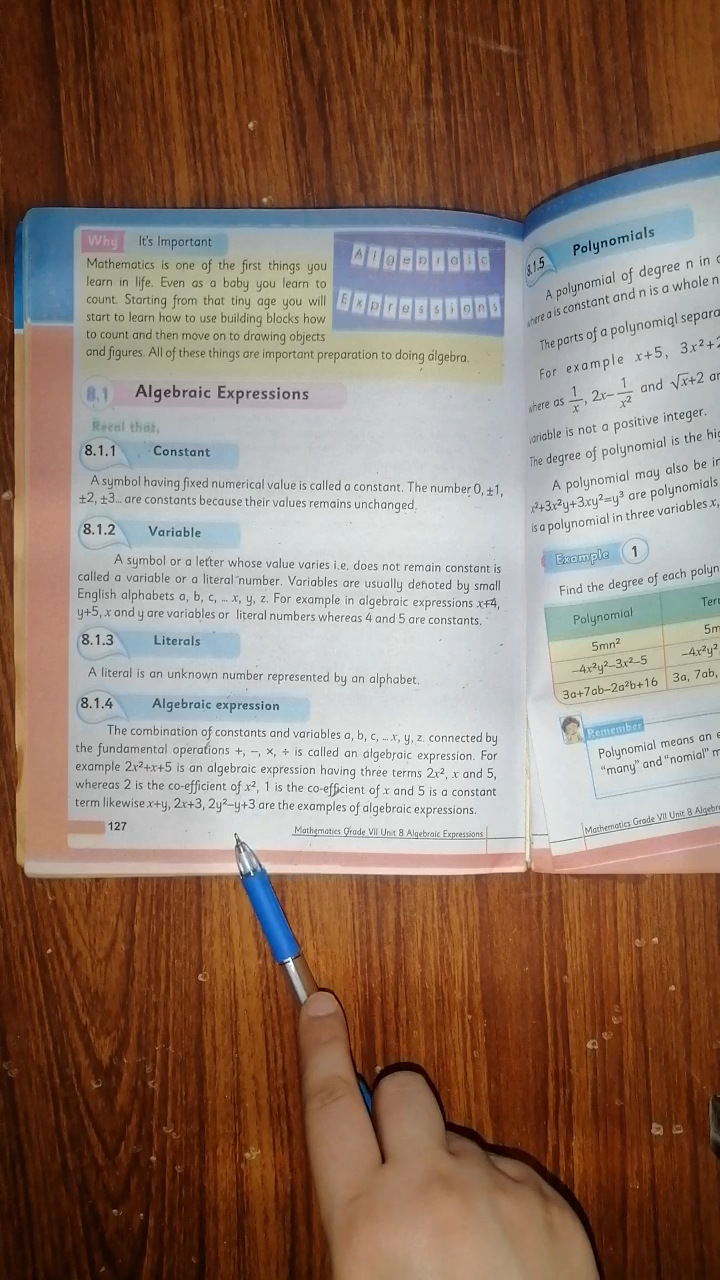 Why It's Important
Mathematics is one of the first things you
learn in life. Even as a baby you learn to
count. Starting from that tiny age you will
start to learn how to use building blocks how
to count and then move on to drawing objects
and figures. All of these things are important preparation to doing algebra.
Algebraic
Expressions
8.1 Algebraic Expressions
Recal that,
8.1.1 Constant
A symbol having fixed numerical value is called a constant. The number 0, ±1,
±2, ±3... are constants because their values remains unchanged.
8.1.2 Variable
A symbol or a letter whose value varies i.e. does not remain constant is
called a variable or a literal number. Variables are usually denoted by small
English alphabets a, b, c, ... x, y, z. For example in algebraic expressions x+4,
y+5, x and y are variables or literal numbers whereas 4 and 5 are constants.
8.1.3 Literals
A literal is an unknown number represented by an alphabet.
8.1.4 Algebraic expression
The combination of constants and variables a, b, c, ... x, y, z. connected by
the fundamental operations +, −, ×, ÷ is called an algebraic expression. For
example 2x²+x+5 is an algebraic expression having three terms 2x², x and 5,
whereas 2 is the co-efficient of x², 1 is the co-efficient of x and 5 is a constant
term likewise x+y, 2x+3, 2y²−y+3 are the examples of algebraic expressions.
127
Mathematics Grade VII Unit 8 Algebraic Expressions
8.1.5 Polynomials
A polynomial of degree n in
where a is constant and n is a whole
The parts of a polynomial
For example x+5,
where as 1/x, 2x−1/x² and √x+2
variable is not a positive integer.
The degree of polynomial is the
A polynomial may also be
x²+3x²y+3xy²=y³ are polynomials
is a polynomial in three variables x,
Example 1
Find the degree of each
Polynomial
5mn²
−4x²y²−3x²−5 −4x²y²
3a+7ab−2a²b+16 3a, 7ab,
Remember
Polynomial means an
"many" and "nomial"
Mathematics Grade VII Unit 8